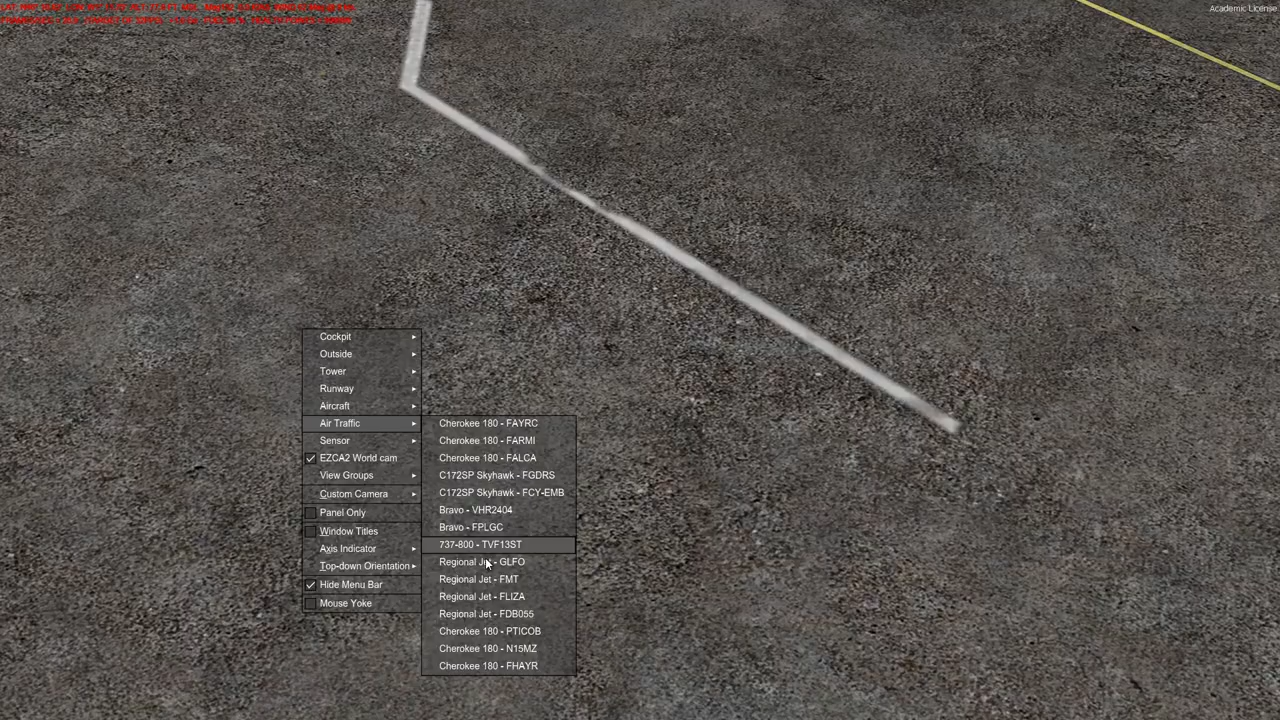 Academic License
Cockpit
Outside
Tower
Runway
Aircraft
Air Traffic
Sensor
EZCA2 World cam
View Groups
Custom Camera
Panel Only
Window Titles
Axis Indicator
Top-down Orientation
Hide Menu Bar
Mouse Yoke
Cherokee 180 - FAYRC
Cherokee 180 - FARMI
Cherokee 180 - FALCA
C172SP Skyhawk - FGDRS
C172SP Skyhawk - FCY-EMB
Bravo - VHR2404
Bravo - FPLGC
737-800 - TVF13ST
Regional Jet - GLFO
Regional Jet - FMT
Regional Jet - FLIZA
Regional Jet - FDB055
Cherokee 180 - PTICOB
Cherokee 180 - N15MZ
Cherokee 180 - FHAYR